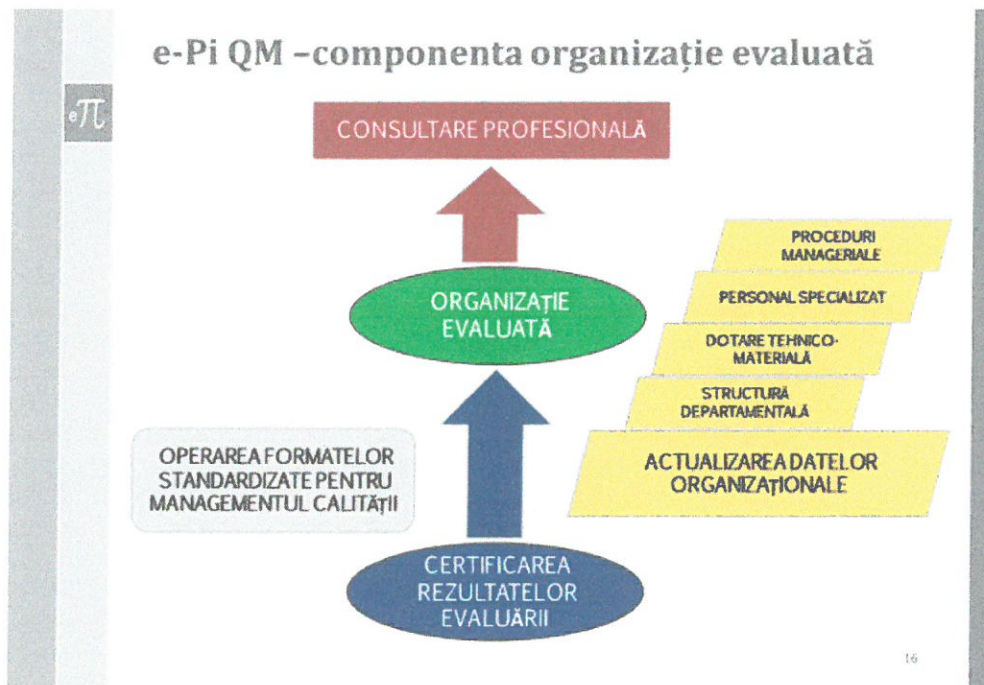 e-Pi QM –componenta organizație evaluată
eπ
CONSULTARE PROFESIONALĂ
PROCEDURI
MANAGERIALE
PERSONAL SPECIALIZAT
ORGANIZAȚIE
EVALUATĂ
DOTARE TEHNICO-
MATERIALĂ
STRUCTURĂ
DEPARTAMENTALĂ
OPERAREA FORMATELOR
STANDARDIZATE PENTRU
MANAGEMENTUL CALITĂȚII
ACTUALIZAREA DATELOR
ORGANIZAȚIONALE
CERTIFICAREA
REZULTATELOR
EVALUĂRII
16